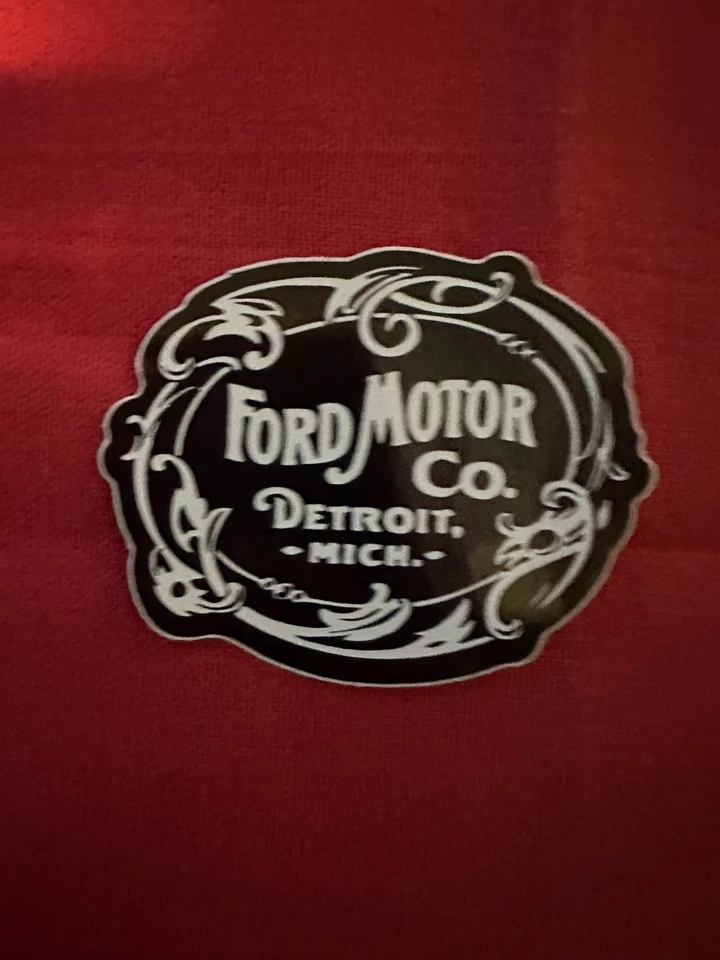 FORD MOTOR
Co.
DETROIT,
-MICH.-